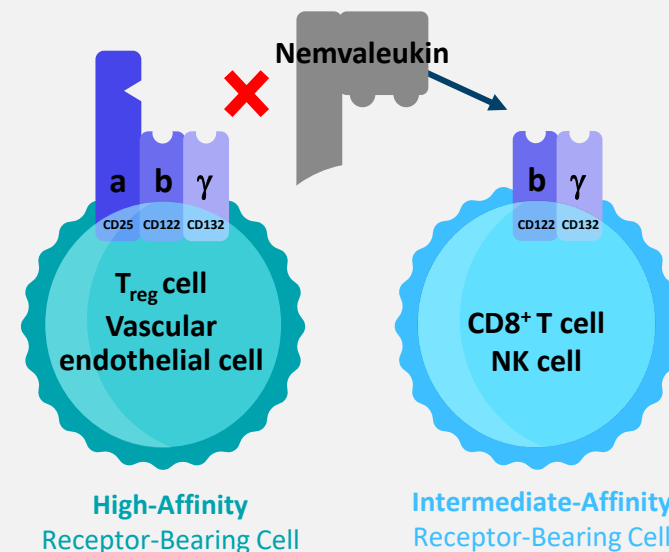 Nemvaleukin
a b γ
CD25 CD122 CD132
b γ
CD122 CD132
Treg cell
Vascular
endothelial cell
CD8+ T cell
NK cell
High-Affinity
Receptor-Bearing Cell
Intermediate-Affinity
Receptor-Bearing Cell